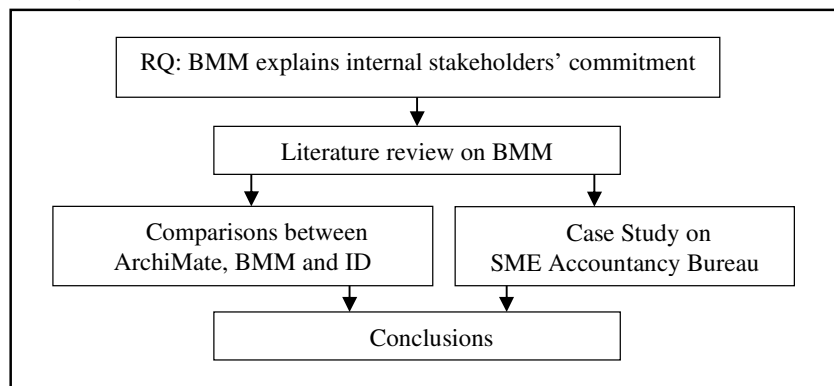 RQ: BMM explains internal stakeholders’ commitment
Literature review on BMM
Comparisons between
ArchiMate, BMM and ID
Case Study on
SME Accountancy Bureau
Conclusions